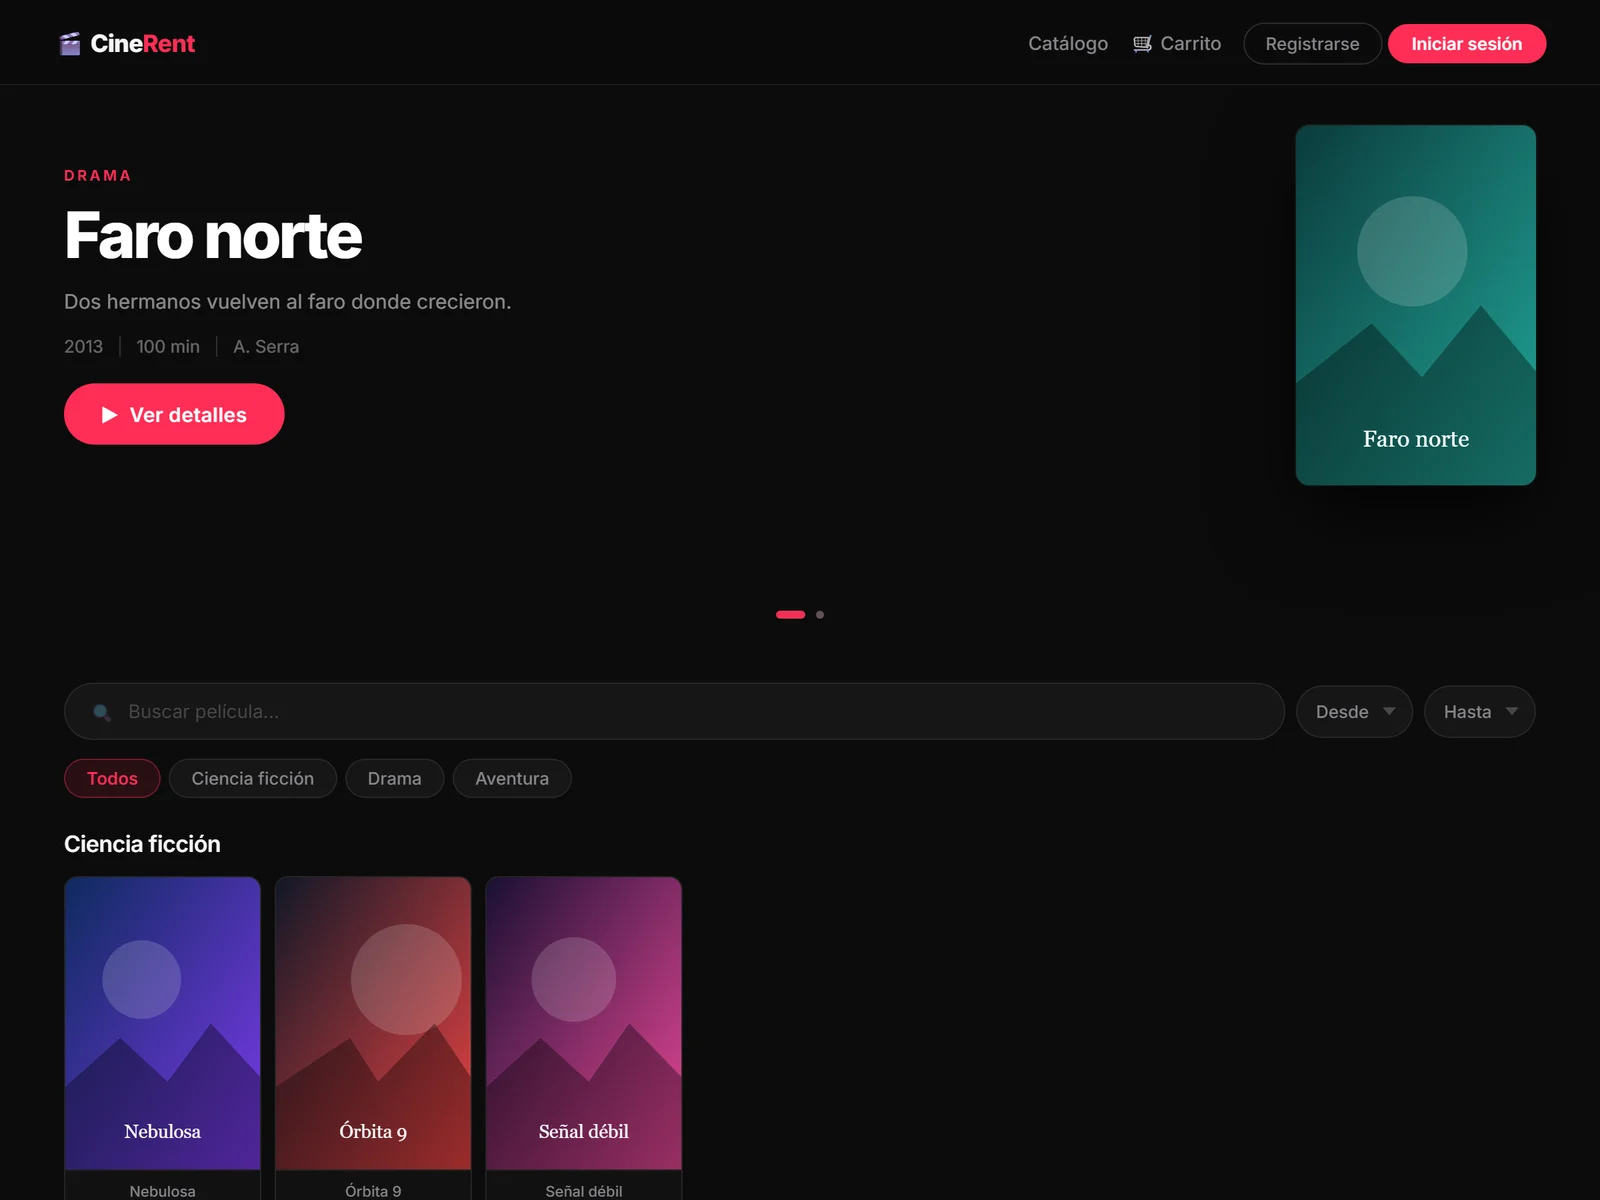 CineRent
Catálogo
Carrito
Registrarse
Iniciar sesión
DRAMA
Faro norte
Dos hermanos vuelven al faro donde crecieron.
2013 | 100 min | A. Serra
Ver detalles
Faro norte
Buscar película...
Desde
Hasta
Todos
Ciencia ficción
Drama
Aventura
Ciencia ficción
Nebulosa
Órbita 9
Señal débil
Nebulosa
Órbita 9
Señal débil